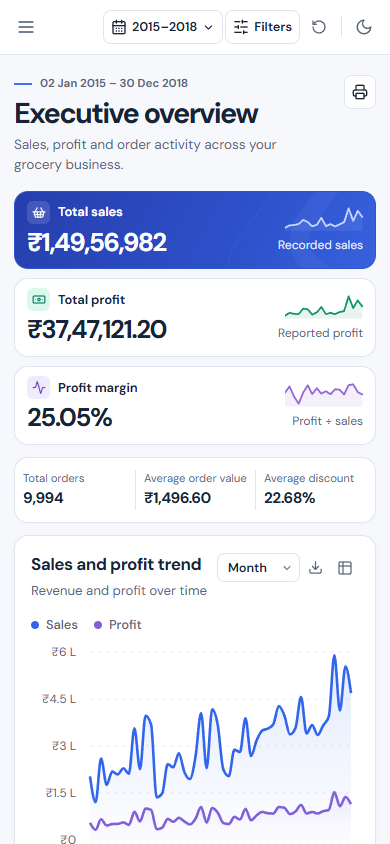 2015–2018
Filters
02 Jan 2015 – 30 Dec 2018
Executive overview
Sales, profit and order activity across your
grocery business.
Total sales
₹1,49,56,982
Recorded sales
Total profit
₹37,47,121.20
Reported profit
Profit margin
25.05%
Profit ÷ sales
Total orders
9,994
Average order value
₹1,496.60
Average discount
22.68%
Sales and profit trend
Month
Revenue and profit over time
Sales
Profit
₹6 L
₹4.5 L
₹3 L
₹1.5 L
₹0